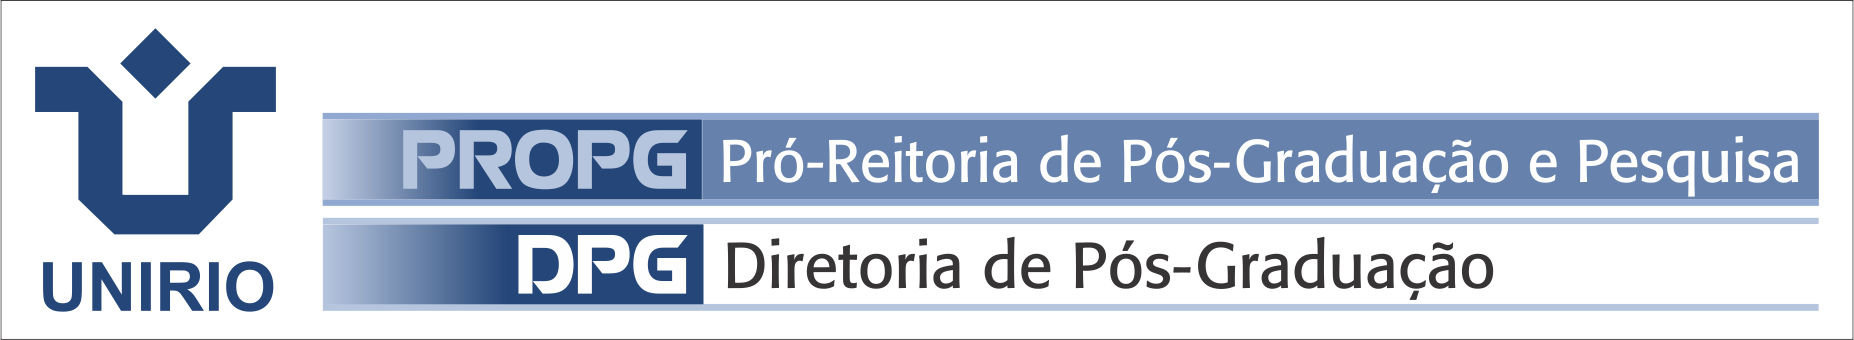 UNIRIO
PROPG Pró-Reitoria de Pós-Graduação e Pesquisa
DPG Diretoria de Pós-Graduação